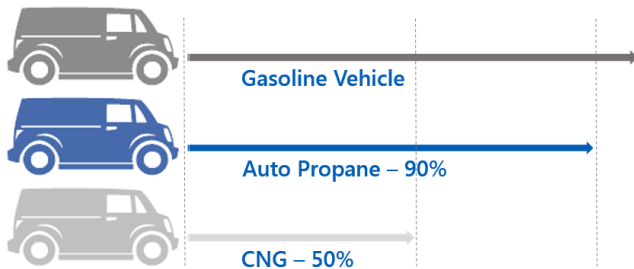 Gasoline Vehicle
Auto Propane – 90%
CNG – 50%